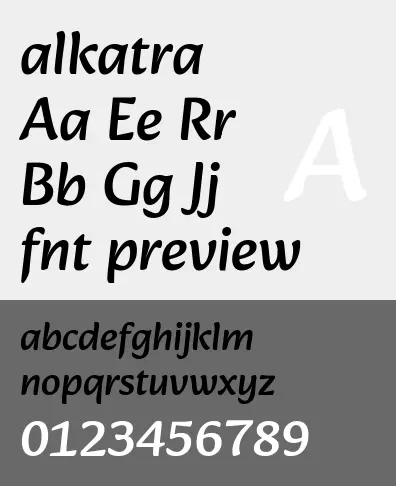 alkatra
Aa Ee Rr
A
Bb Gg Jj
fnt preview
abcdefghijklm
nopqrstuvwxyz
0123456789